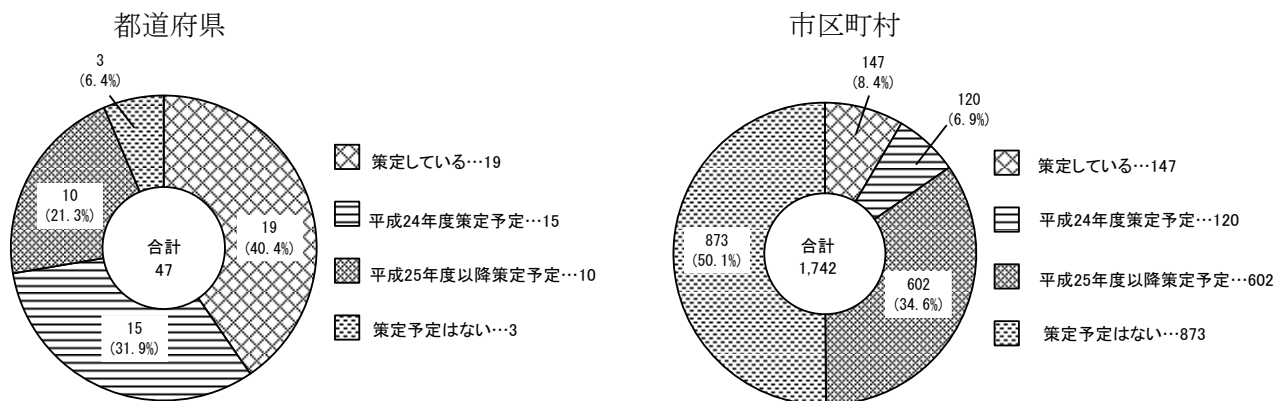 都道府県
3
(6.4%)
10
(21.3%)
合計
47
19
(40.4%)
15
(31.9%)
策定している…19
平成24年度策定予定…15
平成25年度以降策定予定…10
策定予定はない…3
市区町村
147
(8.4%)
120
(6.9%)
873
(50.1%)
合計
1,742
602
(34.6%)
策定している…147
平成24年度策定予定…120
平成25年度以降策定予定…602
策定予定はない…873